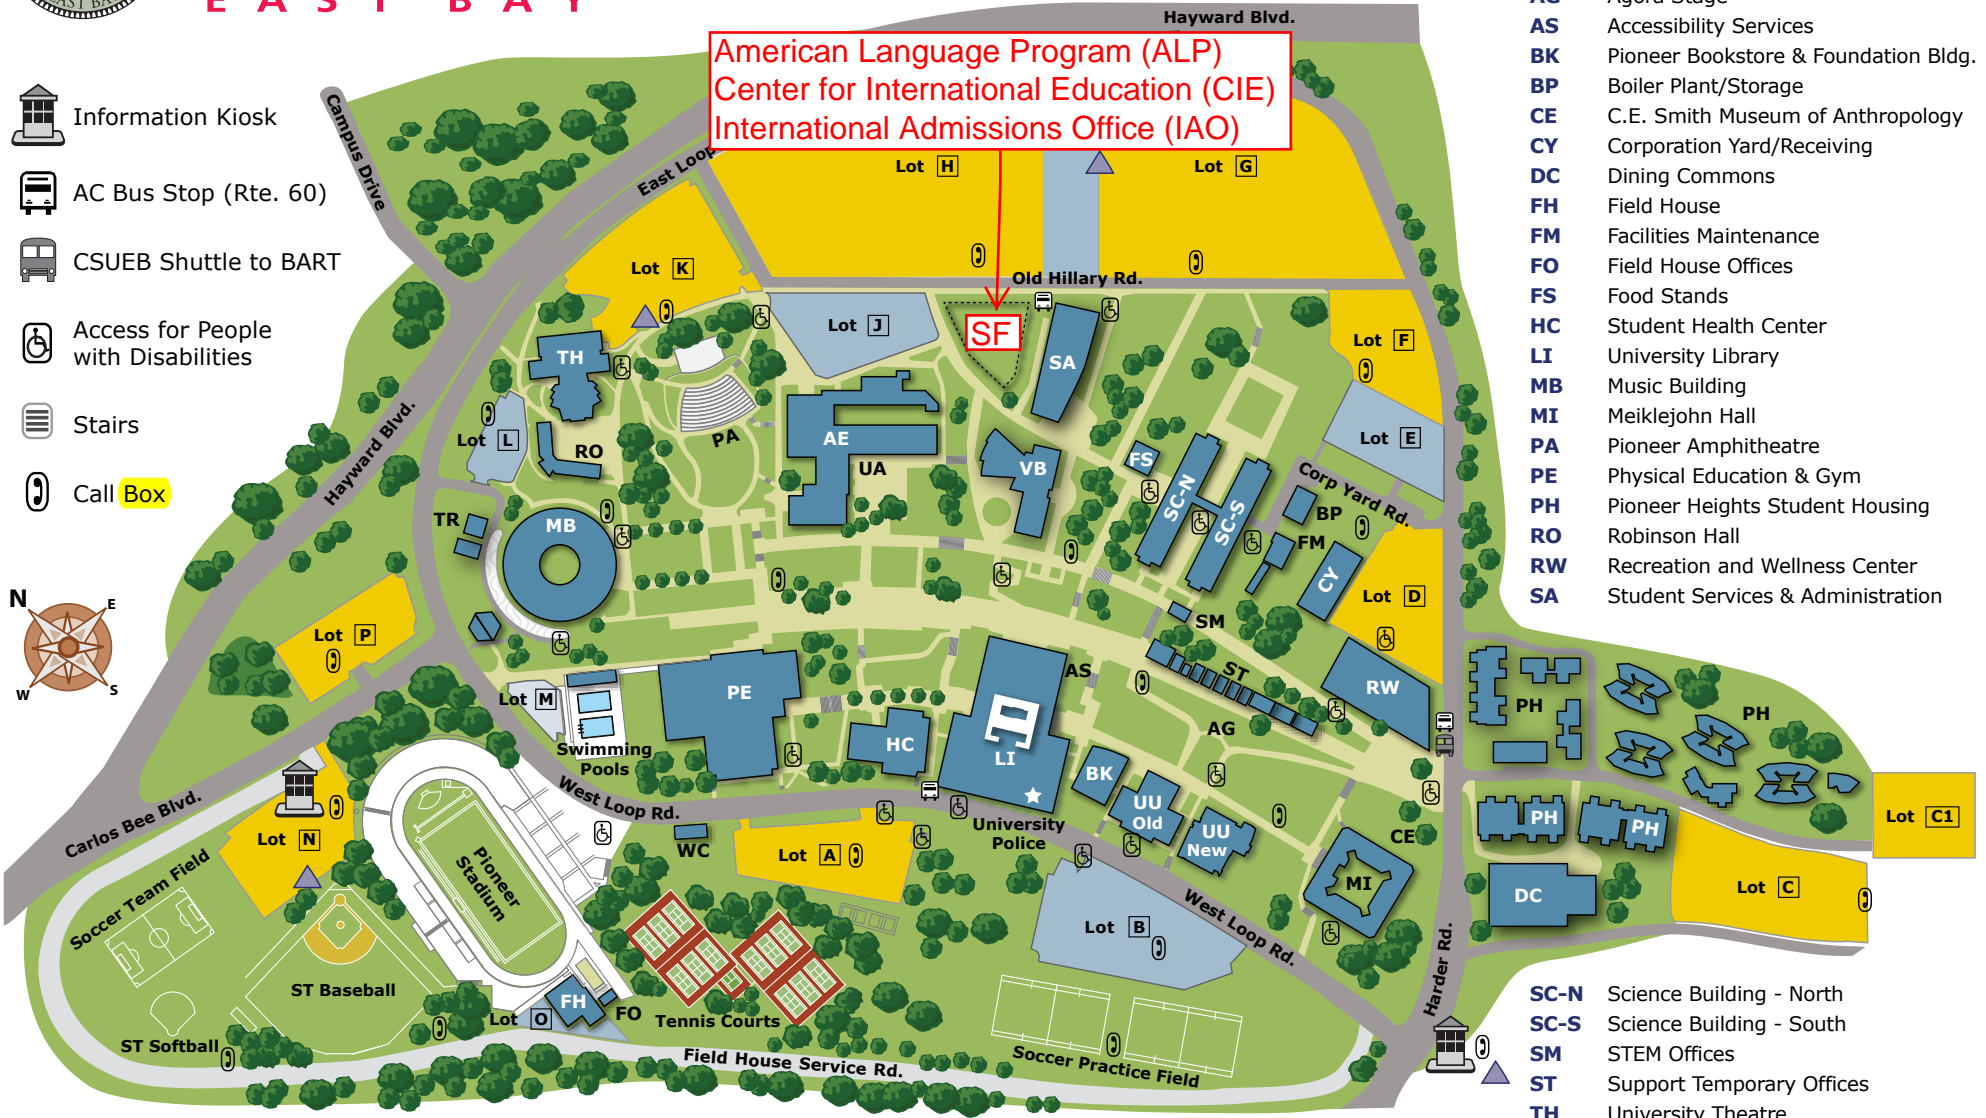 EAST BAY
Information Kiosk
AC Bus Stop (Rte. 60)
CSUEB Shuttle to BART
Access for People
with Disabilities
Stairs
Call Box
N
E
W
S
American Language Program (ALP)
Center for International Education (CIE)
International Admissions Office (IAO)
Hayward Blvd.
Campus Drive
East Loop
Lot H
Lot G
Lot K
Old Hillary Rd.
Lot J
SF
SA
Lot F
TH
Lot E
Lot L
RO
PA
AE
UA
VB
FS
SC-N
SC-S
Corp Yard Rd.
BP
FM
CY
Lot D
Hayward Blvd.
TR
MB
Lot P
SM
ST
AS
RW
Lot M
PE
Swimming
Pools
HC
LI
AG
BK
UU
Old
UU
New
University
Police
CE
MI
PH
PH
PH
PH
Lot C1
Lot C
DC
Carlos Bee Blvd.
West Loop Rd.
WC
Lot A
Lot N
Pioneer
Stadium
Soccer Team Field
ST Baseball
ST Softball
Lot O
FH
FO
Tennis Courts
Lot B
West Loop Rd.
Harder Rd.
Field House Service Rd.
Soccer Practice Field
AG Agora Stage
AS Accessibility Services
BK Pioneer Bookstore & Foundation Bldg.
BP Boiler Plant/Storage
CE C.E. Smith Museum of Anthropology
CY Corporation Yard/Receiving
DC Dining Commons
FH Field House
FM Facilities Maintenance
FO Field House Offices
FS Food Stands
HC Student Health Center
LI University Library
MB Music Building
MI Meiklejohn Hall
PA Pioneer Amphitheatre
PE Physical Education & Gym
PH Pioneer Heights Student Housing
RO Robinson Hall
RW Recreation and Wellness Center
SA Student Services & Administration
SC-N Science Building - North
SC-S Science Building - South
SM STEM Offices
ST Support Temporary Offices
TH University Theatre